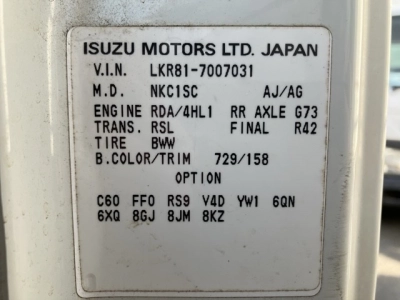 ISUZU MOTORS LTD. JAPAN
V.I.N. LKR81-7007031
M.D. NKC1SC AJ/AG
ENGINE RDA/4HL1 RR AXLE G73
TRANS. RSL FINAL R42
TIRE BWW
B.COLOR/TRIM 729/158
OPTION
C60 FF0 RS9 V4D YW1 6QN
6XQ 8GJ 8JM 8KZ